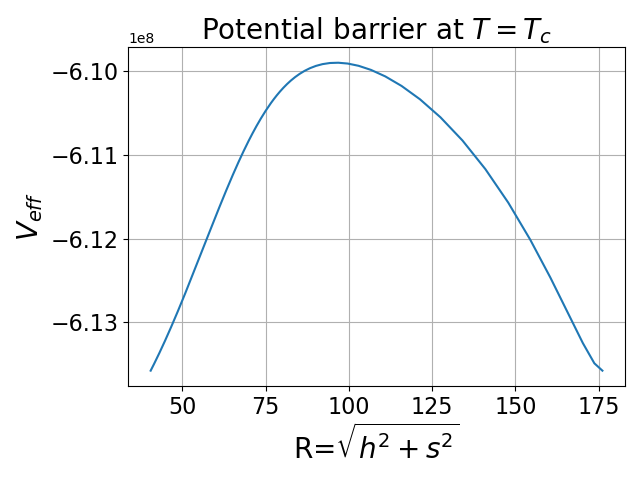 Potential barrier at T = T_c
1e8
−6.10
−6.11
−6.12
−6.13
V_eff
50 75 100 125 150 175
R=√h² + s²